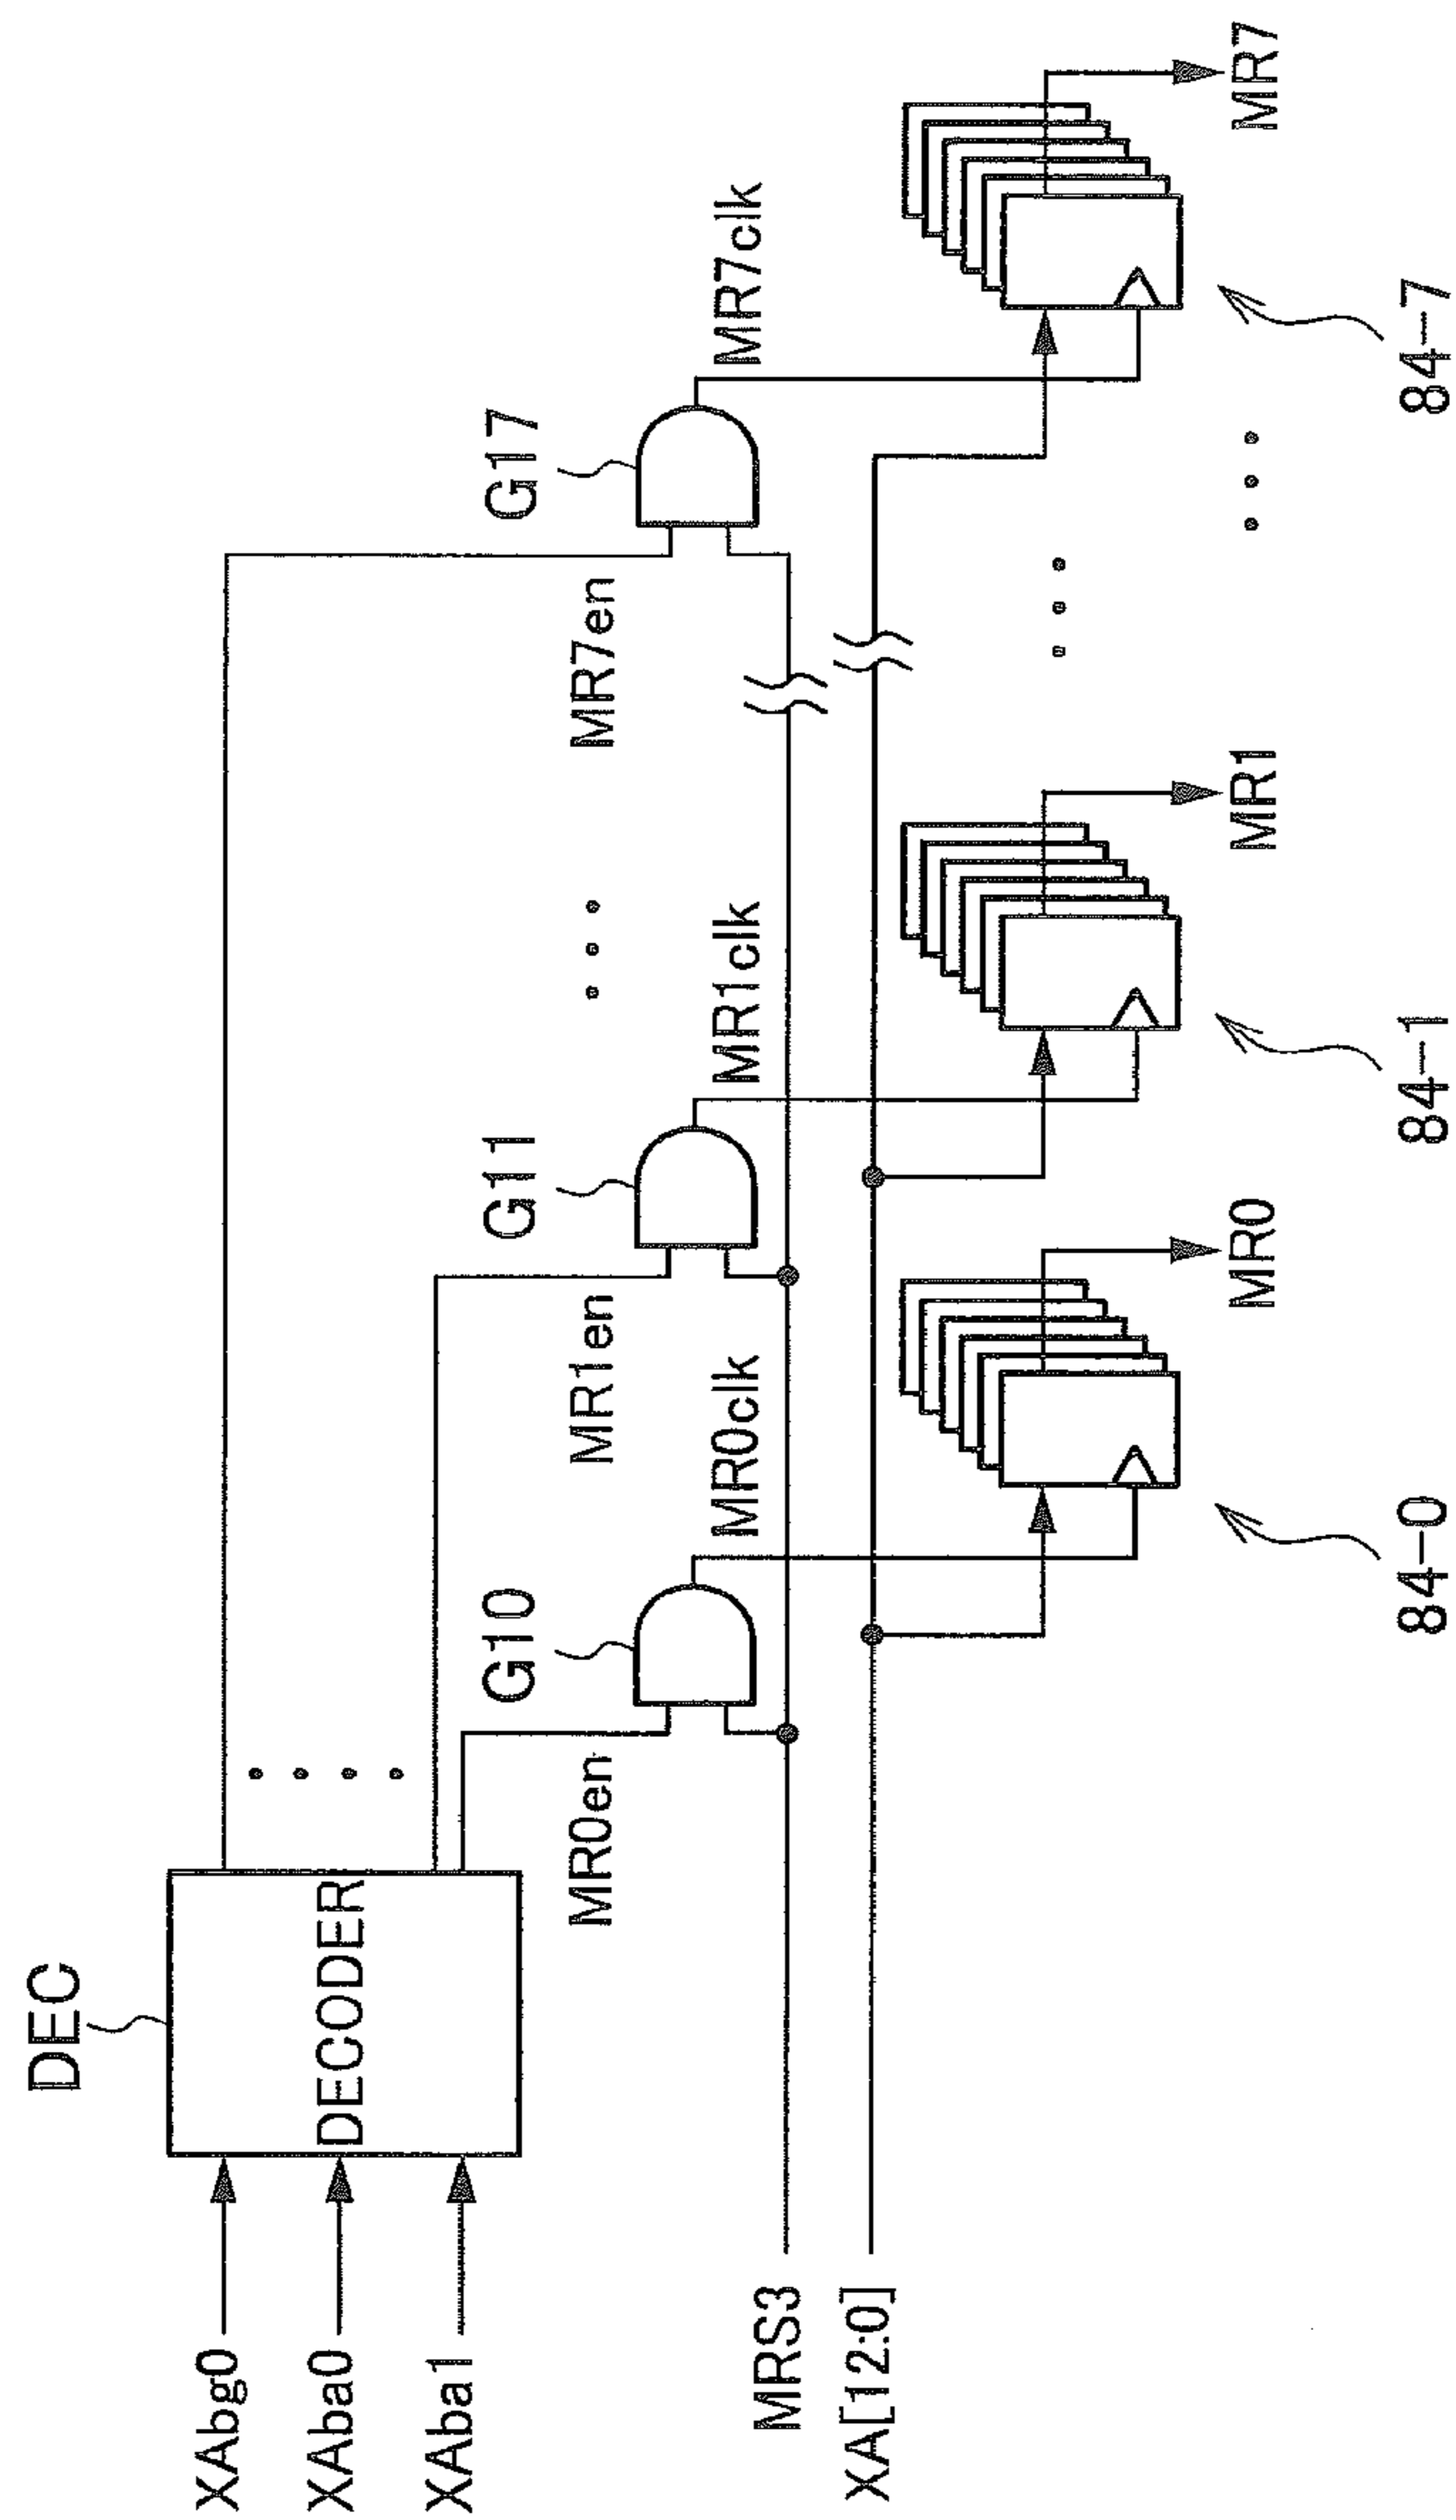 DEC
XAbg0
XAba0
XAba1
DECODER
MR0en
G10
MR0clk
MR1en
G11
MR1clk
MR7en
G17
MR7clk
MRS3
XA[12:0]
MR0
MR1
MR7
84-0
84-1
84-7